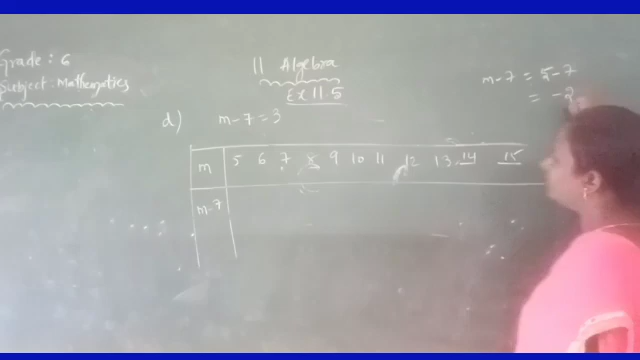 Grade : 6
Subject : Mathematics
11 Algebra
Ex 11.5
m - 7 = 5 - 7
= - 2
d) m - 7 = 3
m 5 6 7 8 9 10 11 12 13 14 15
m - 7